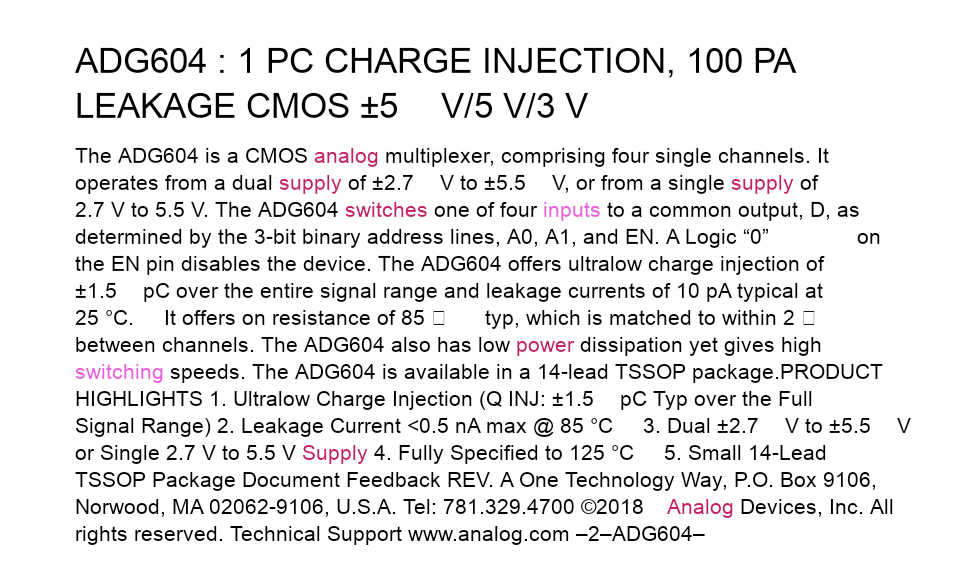 ADG604 : 1 PC CHARGE INJECTION, 100 PA
LEAKAGE CMOS ±5 V/5 V/3 V
The ADG604 is a CMOS analog multiplexer, comprising four single channels. It
operates from a dual supply of ±2.7 V to ±5.5 V, or from a single supply of
2.7 V to 5.5 V. The ADG604 switches one of four inputs to a common output, D, as
determined by the 3-bit binary address lines, A0, A1, and EN. A Logic “0” on
the EN pin disables the device. The ADG604 offers ultralow charge injection of
±1.5 pC over the entire signal range and leakage currents of 10 pA typical at
25 °C. It offers on resistance of 85 □ typ, which is matched to within 2 □
between channels. The ADG604 also has low power dissipation yet gives high
switching speeds. The ADG604 is available in a 14-lead TSSOP package.PRODUCT
HIGHLIGHTS 1. Ultralow Charge Injection (Q INJ: ±1.5 pC Typ over the Full
Signal Range) 2. Leakage Current <0.5 nA max @ 85 °C 3. Dual ±2.7 V to ±5.5 V
or Single 2.7 V to 5.5 V Supply 4. Fully Specified to 125 °C 5. Small 14-Lead
TSSOP Package Document Feedback REV. A One Technology Way, P.O. Box 9106,
Norwood, MA 02062-9106, U.S.A. Tel: 781.329.4700 ©2018 Analog Devices, Inc. All
rights reserved. Technical Support www.analog.com –2–ADG604–